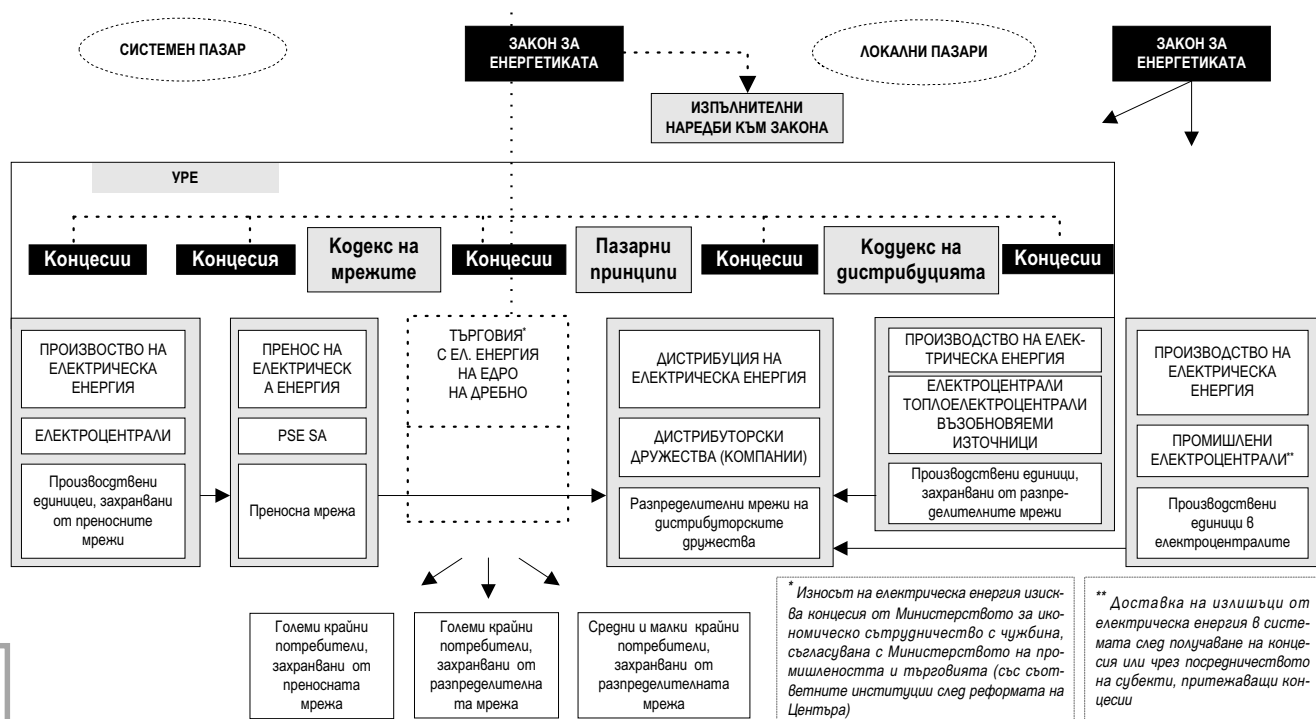 СИСТЕМЕН ПАЗАР
ЗАКОН ЗА
ЕНЕРГЕТИКАТА
ЛОКАЛНИ ПАЗАРИ
ЗАКОН ЗА
ЕНЕРГЕТИКАТА
ИЗПЪЛНИТЕЛНИ
НАРЕДБИ КЪМ ЗАКОНА
УРЕ
Концесии
Концесия
Кодекс на
мрежите
Концесии
Пазарни
принципи
Концесии
Кодуекс на
дистрибуцията
Концесии
ПРОИЗВОСТВО НА
ЕЛЕКТРИЧЕСКА
ЕНЕРГИЯ
ЕЛЕКТРОЦЕНТРАЛИ
Произвосдтвени
единицеи, захранвани
от преносните
мрежи
ПРЕНОС НА
ЕЛЕКТРИЧЕСК
А ЕНЕРГИЯ
PSE SA
Преносна мрежа
ТЪРГОВИЯ*
С ЕЛ. ЕНЕРГИЯ
НА ЕДРО
НА ДРЕБНО
ДИСТРИБУЦИЯ НА
ЕЛЕКТРИЧЕСКА ЕНЕРГИЯ
ДИСТРИБУТОРСКИ
ДРУЖЕСТВА (КОМПАНИИ)
Разпределителни мрежи на
дистрибуторските
дружества
ПРОИЗВОДСТВО НА ЕЛЕК-
ТРИЧЕСКА ЕНЕРГИЯ
ЕЛЕКТРОЦЕНТРАЛИ
ТОПЛОЕЛЕКТРОЦЕНТРАЛИ
ВЪЗОБНОВЯЕМИ
ИЗТОЧНИЦИ
Производствени единици,
захранвани от разпре-
делителните мрежи
ПРОИЗВОДСТВО НА
ЕЛЕКТРИЧЕСКА
ЕНЕРГИЯ
ПРОМИШЛЕНИ
ЕЛЕКТРОЦЕНТРАЛИ**
Производствени
единици в
електроцентралите
Големи крайни
потребители,
захранвани от
преносната
мрежа
Големи крайни
потребители,
захранвани от
разпределителна
та мрежа
Средни и малки крайни
потребители,
захранвани от
разпределителната
мрежа
* Износът на електрическа енергия изиск-
ва концесия от Министерството за ико-
номическо сътрудничество с чужбина,
съгласувана с Министерството на про-
мишлеността и търговията (със съот-
ветните институции след реформата на
Центъра)
** Доставка на излишъци от
електрическа енергия в систе-
мата след получаване на конце-
сия или чрез посредничеството
на субекти, притежаващи кон-
цесии